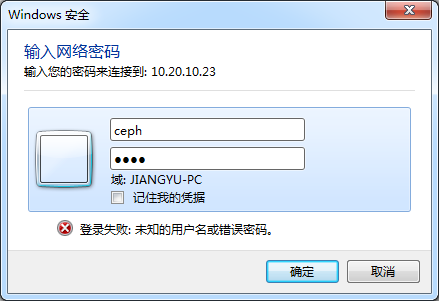 Windows 安全
输入网络密码
输入您的密码来连接到: 10.20.10.23
ceph
●●●●
域: JIANGYU-PC
记住我的凭据
登录失败: 未知的用户名或错误密码。
确定
取消